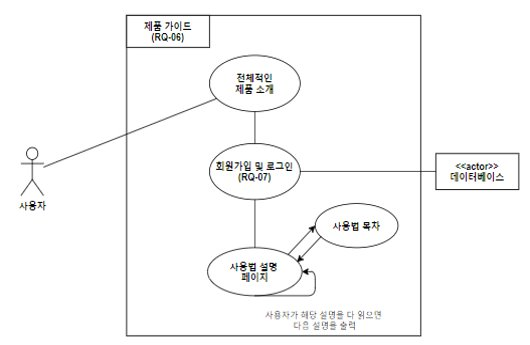 제품 가이드
(RQ-06)
전체적인
제품 소개
회원가입 및 로그인
(RQ-07)
<<actor>>
데이터베이스
사용자
사용법 목차
사용법 설명
페이지
사용자가 해당 설명을 다 읽으면
다음 설명을 출력